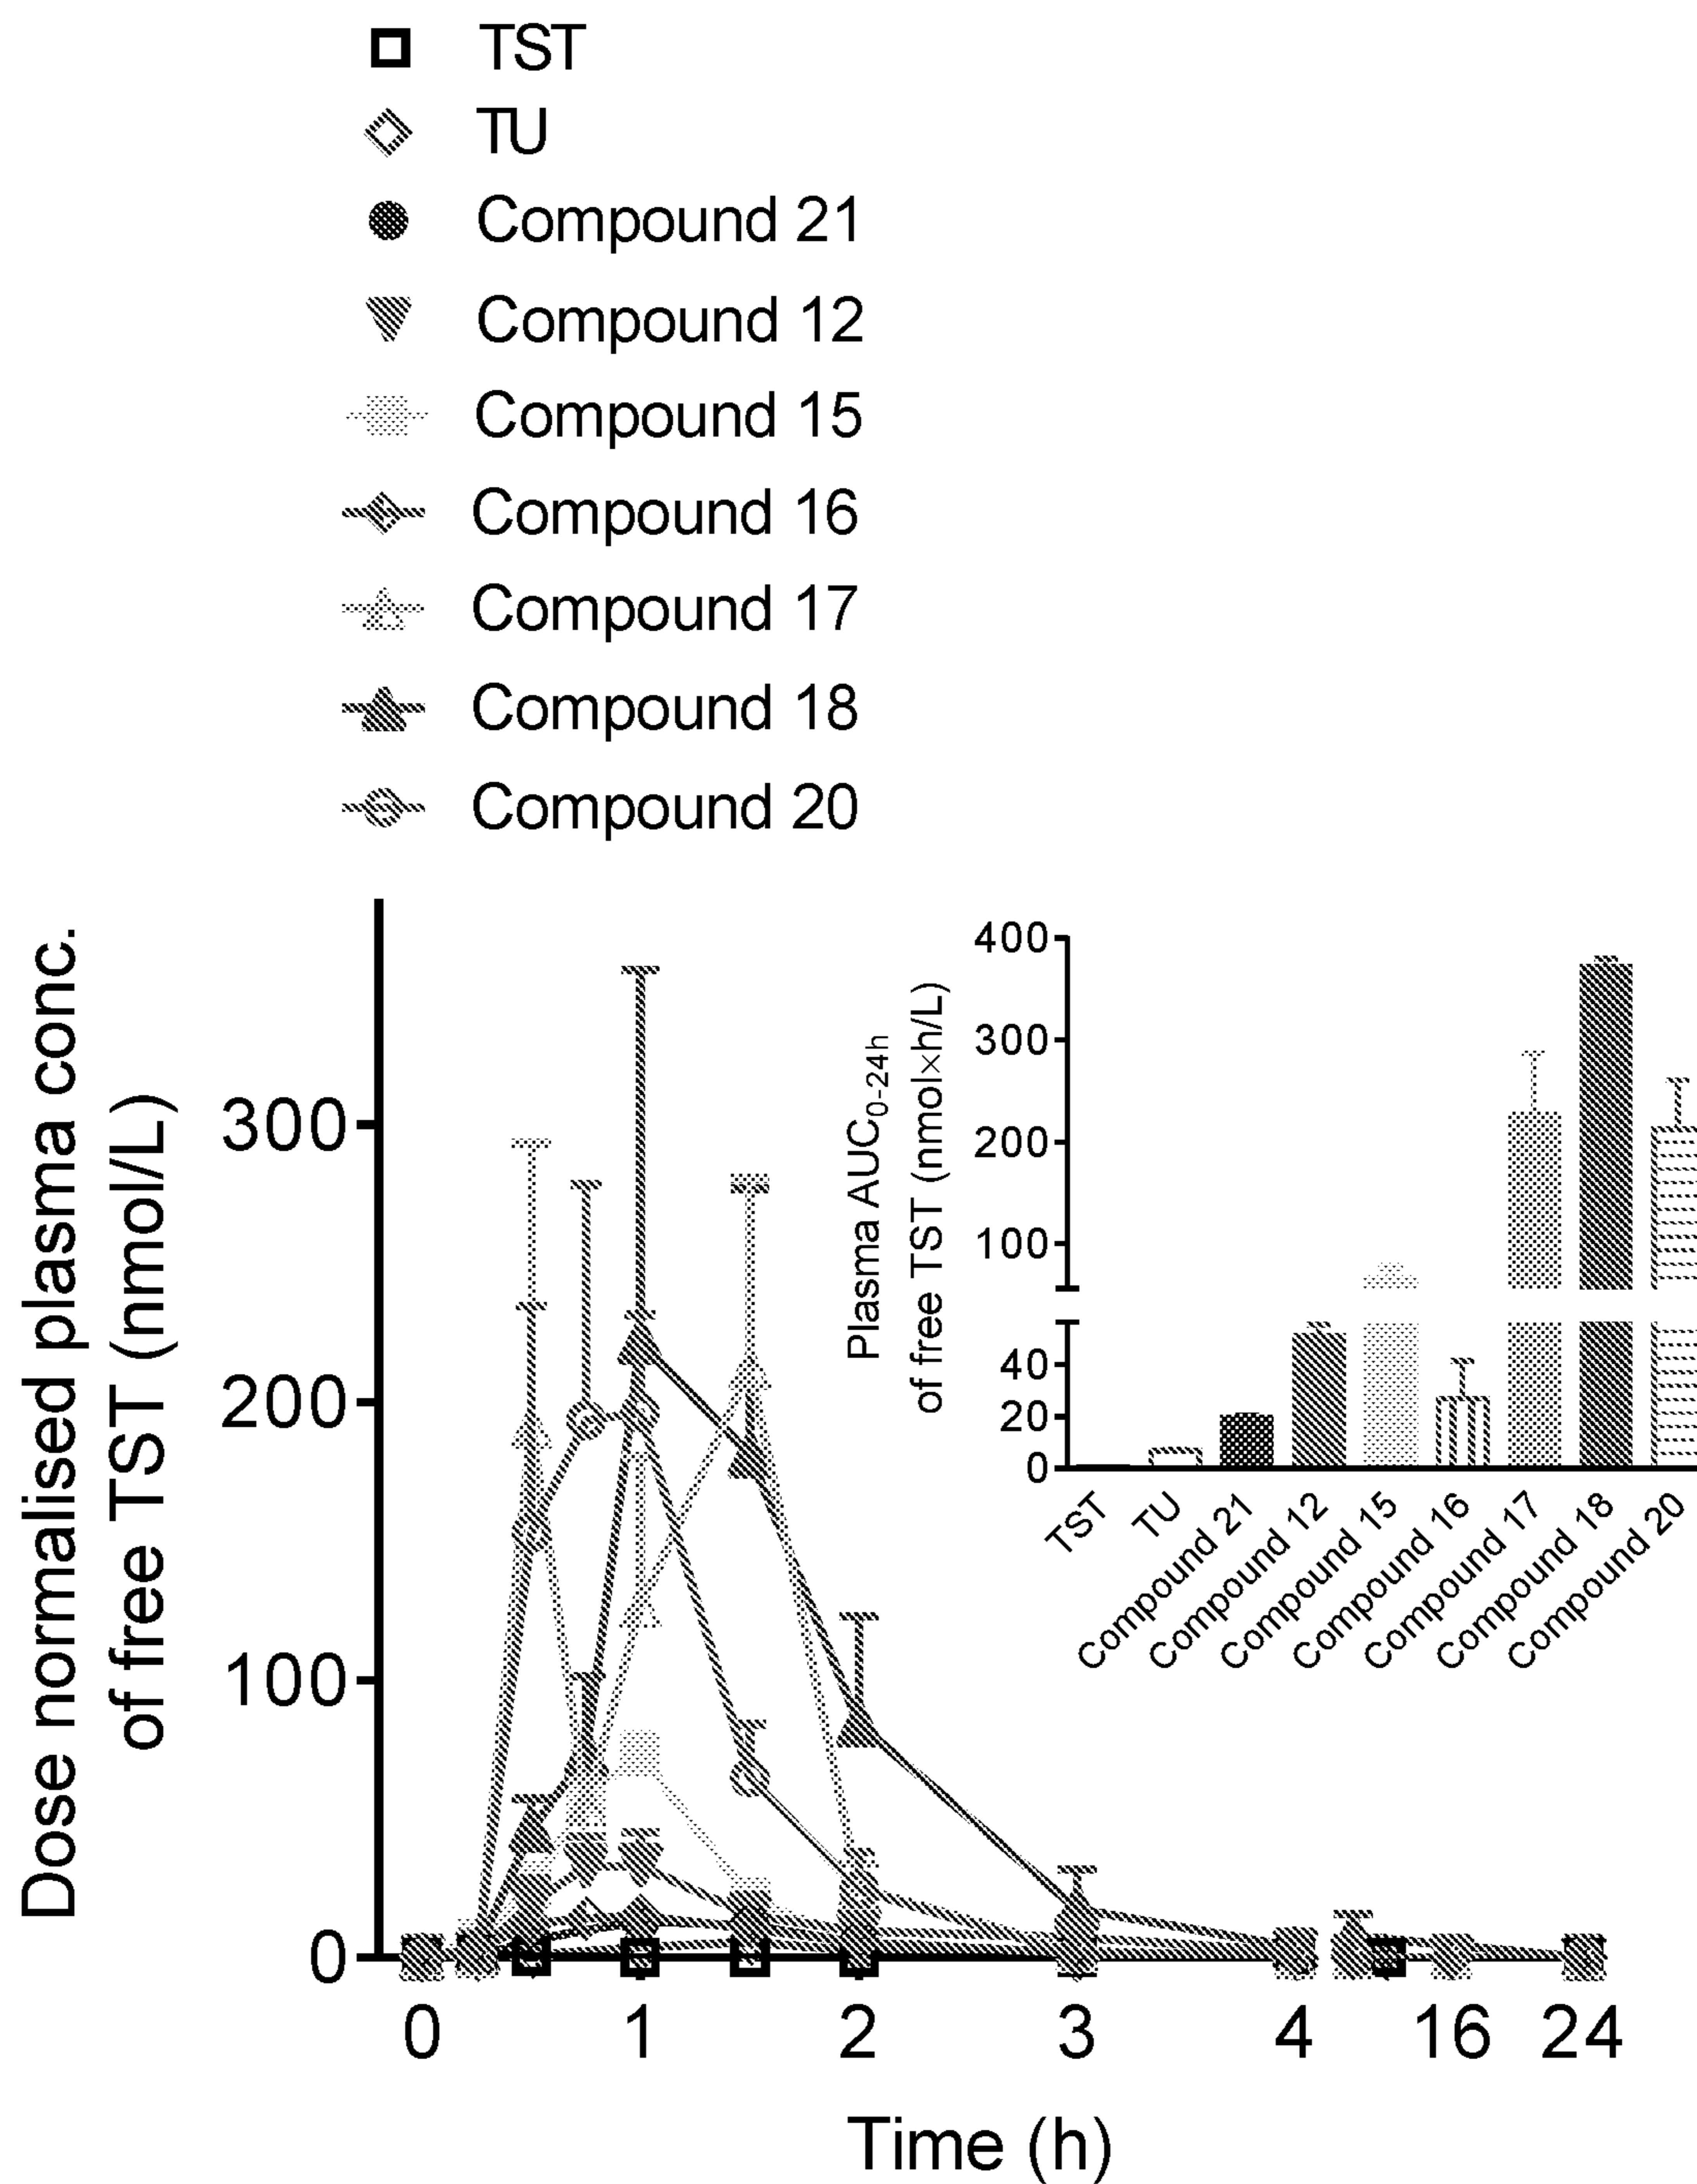 TST
TU
Compound 21
Compound 12
Compound 15
Compound 16
Compound 17
Compound 18
Compound 20
Dose normalised plasma conc.
of free TST (nmol/L)
300
200
100
0
0
1
2
3
4
16
24
Time (h)
Plasma AUC0-24h
of free TST (nmol×h/L)
400
300
200
100
40
20
0
TST
TU
Compound 21
Compound 12
Compound 15
Compound 16
Compound 17
Compound 18
Compound 20